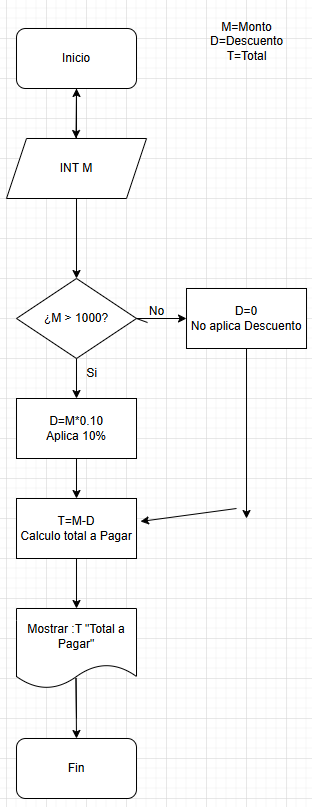 M=Monto
D=Descuento
T=Total
Inicio
INT M
¿M > 1000?
No
D=0
No aplica Descuento
Si
D=M*0.10
Aplica 10%
T=M-D
Calculo total a Pagar
Mostrar :T "Total a
Pagar"
Fin